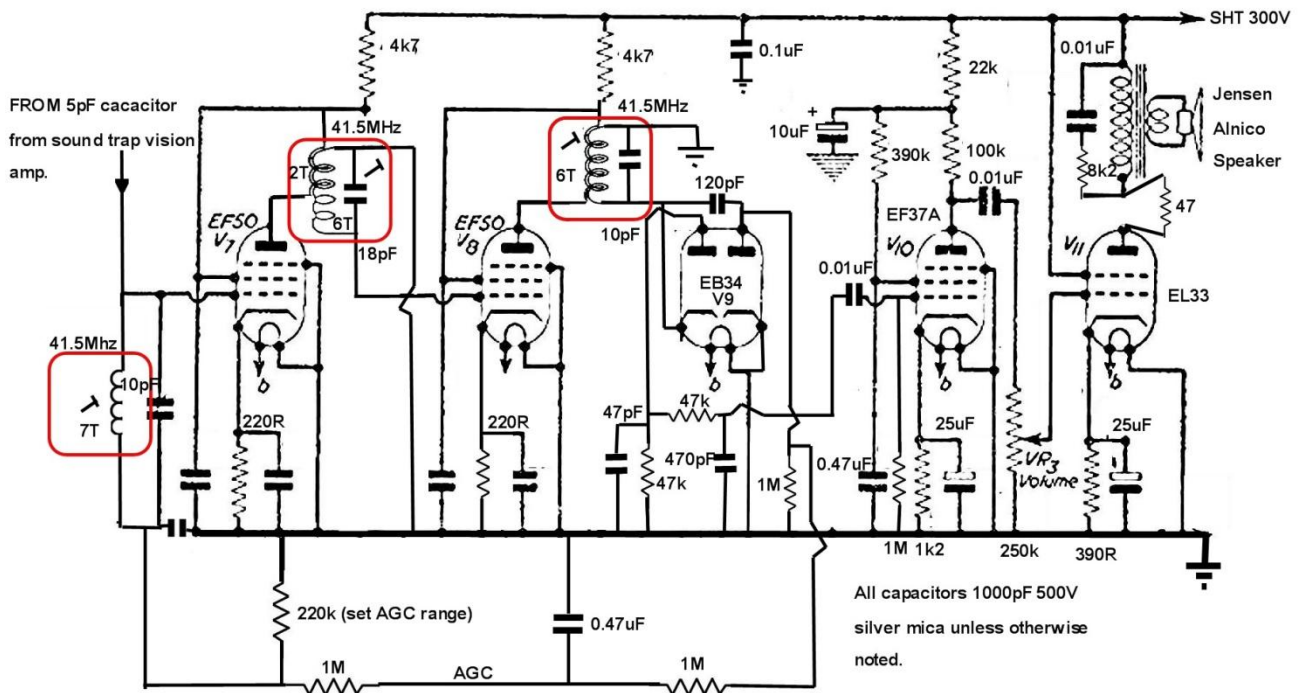 SHT 300V
4k7
4k7
0.1uF
22k
0.01uF
FROM 5pF cacacitor
from sound trap vision
amp.
41.5MHz
41.5MHz
Jensen
Alnico
Speaker
+
10uF
390k
100k
8k2
2T
6T
6T
120pF
0.01uF
47
EF50
V7
18pF
EF50
V8
10pF
EF37A
V10
V11
EB34
V9
0.01uF
EL33
41.5Mhz
10pF
7T
b
b
b
b
b
220R
220R
47pF
47k
47k
470pF
1M
0.47uF
25uF
VR3
Volume
25uF
1M
1k2
250k
390R
220k (set AGC range)
0.47uF
All capacitors 1000pF 500V
silver mica unless otherwise
noted.
1M
AGC
1M